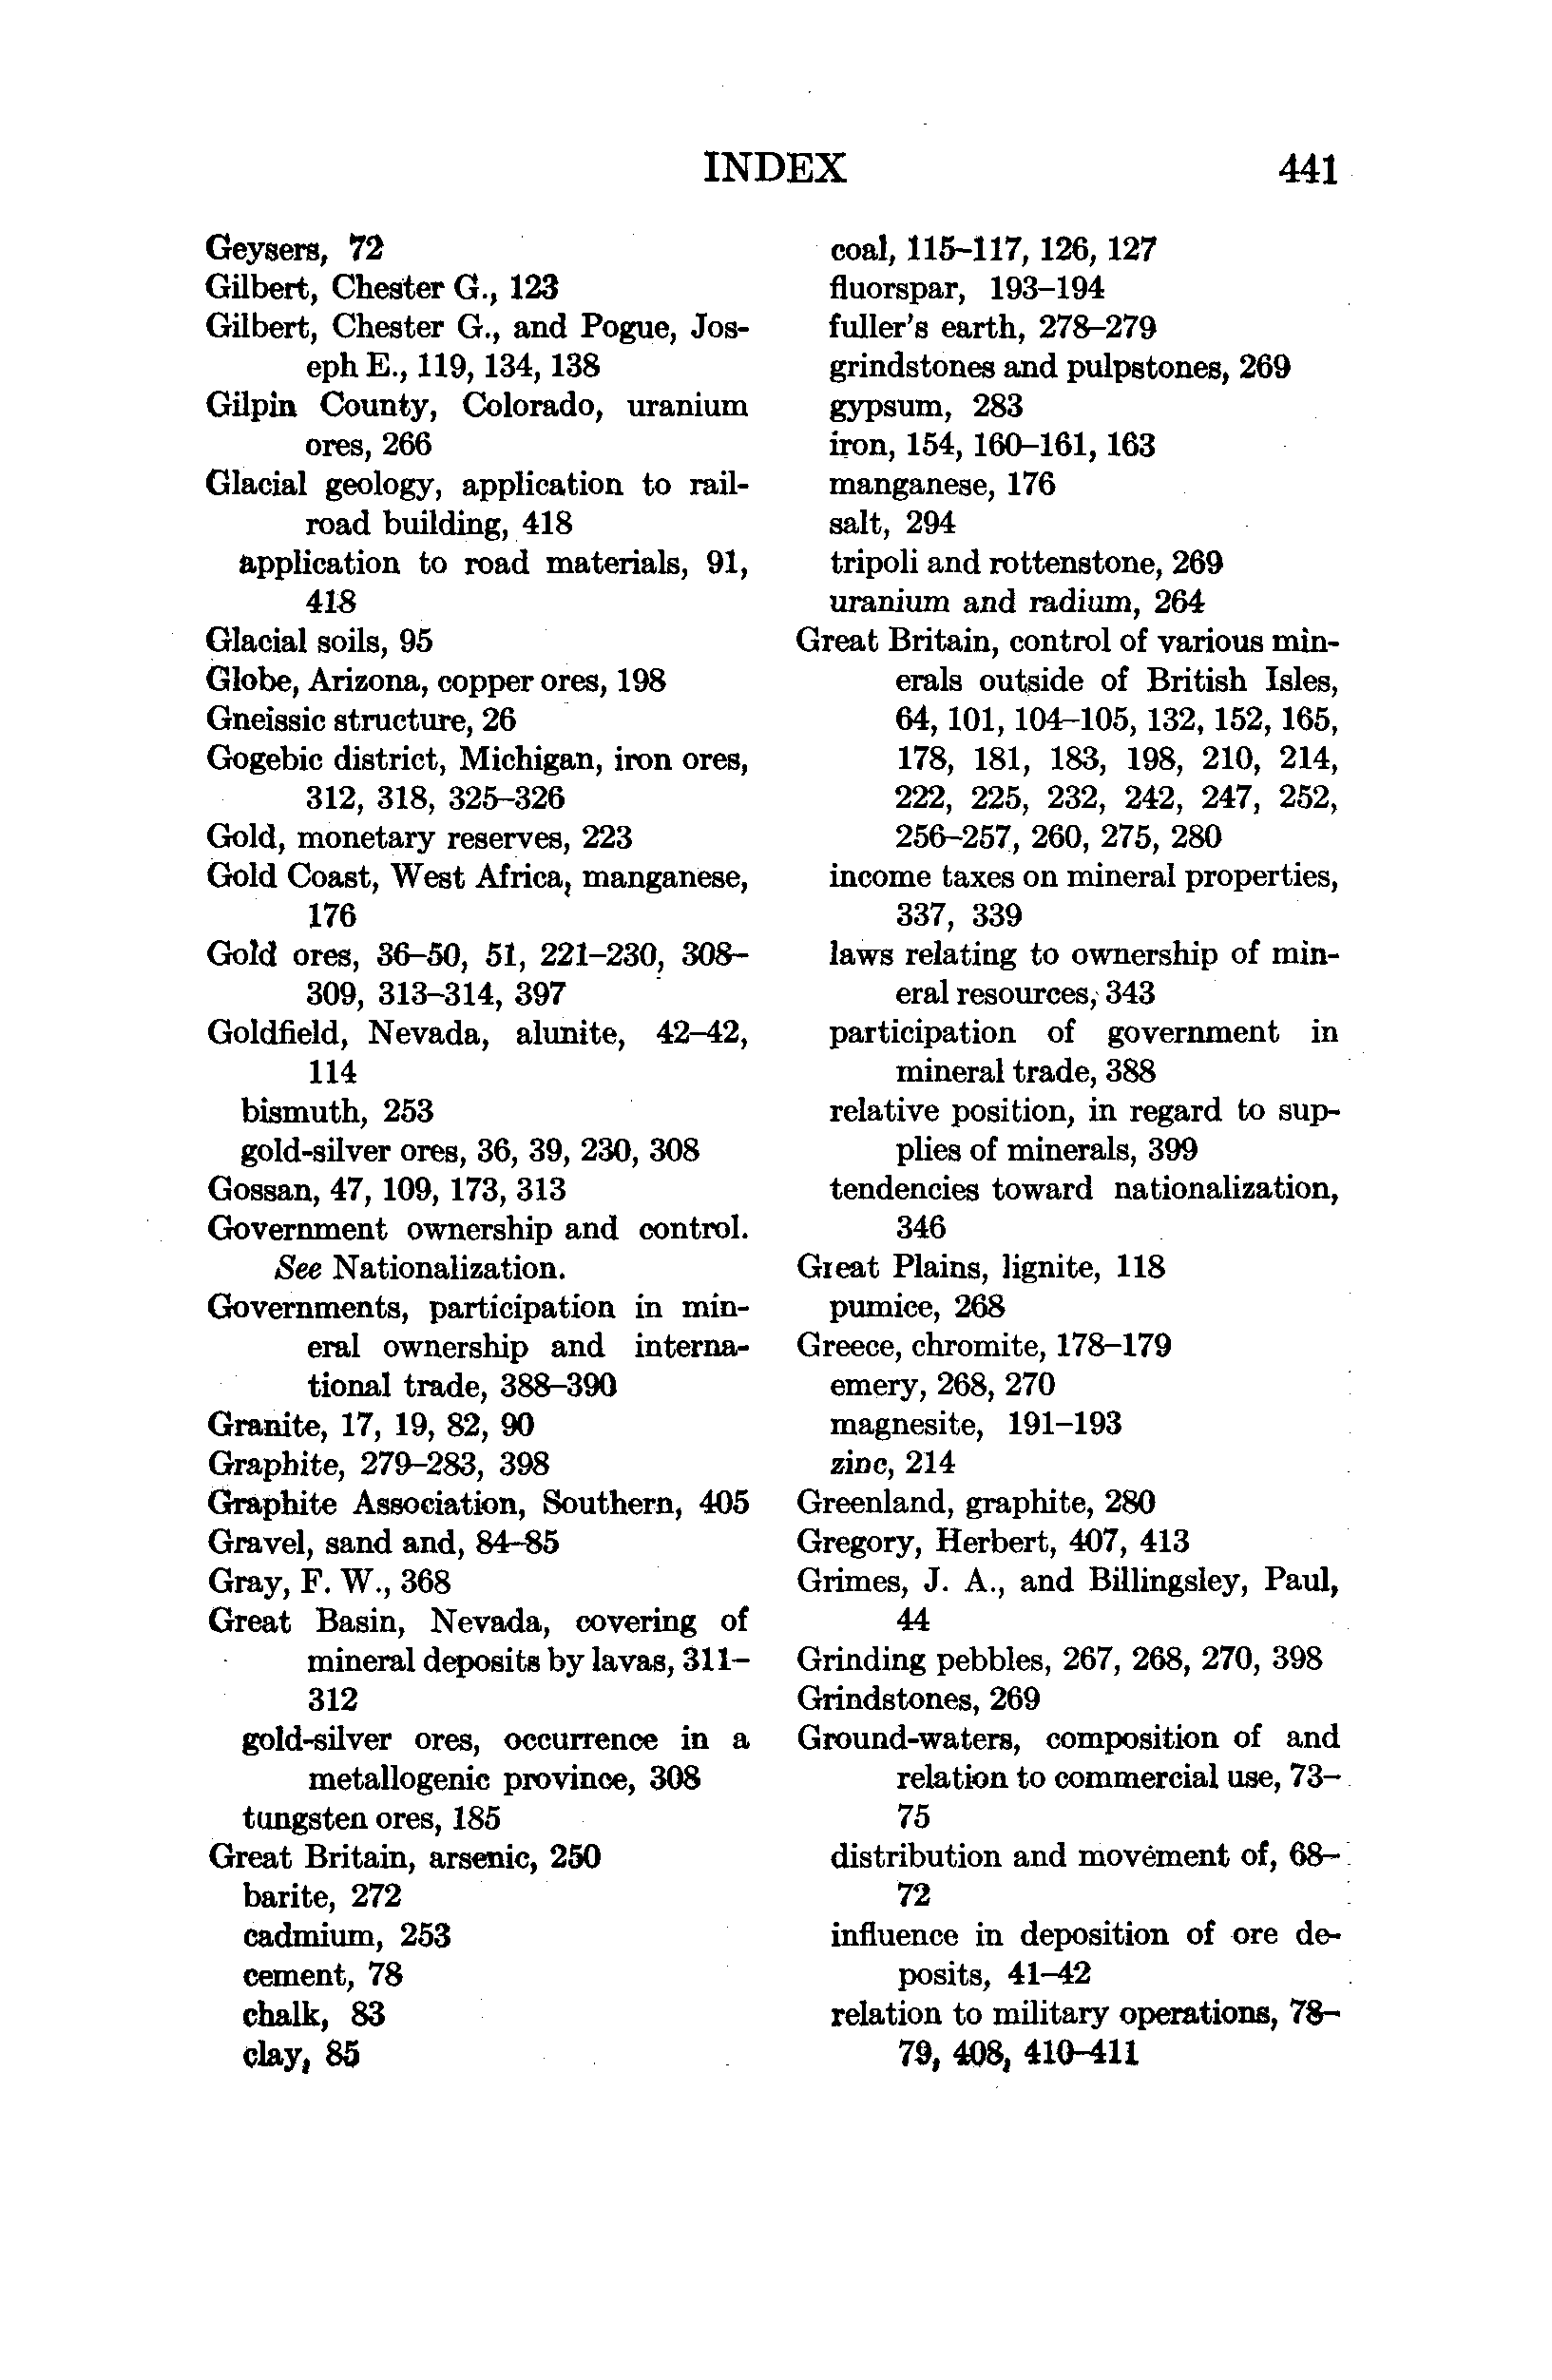 INDEX 441
Geysers, 72
Gilbert, Chester G., 123
Gilbert, Chester G., and Pogue, Jos-
eph E., 119, 134, 138
Gilpin County, Colorado, uranium
ores, 266
Glacial geology, application to rail-
road building, 418
application to road materials, 91,
418
Glacial soils, 95
Globe, Arizona, copper ores, 198
Gneissic structure, 26
Gogebic district, Michigan, iron ores,
312, 318, 325–326
Gold, monetary reserves, 223
Gold Coast, West Africa, manganese,
176
Gold ores, 36–50, 51, 221–230, 308–
309, 313–314, 397
Goldfield, Nevada, alunite, 42–42,
114
bismuth, 253
gold-silver ores, 36, 39, 230, 308
Gossan, 47, 109, 173, 313
Government ownership and control.
See Nationalization.
Governments, participation in min-
eral ownership and interna-
tional trade, 388–390
Granite, 17, 19, 82, 90
Graphite, 279–283, 398
Graphite Association, Southern, 405
Gravel, sand and, 84–85
Gray, F. W., 368
Great Basin, Nevada, covering of
mineral deposits by lavas, 311–
312
gold-silver ores, occurrence in a
metallogenic province, 308
tungsten ores, 185
Great Britain, arsenic, 250
barite, 272
cadmium, 253
cement, 78
chalk, 83
clay, 85
coal, 115–117, 126, 127
fluorspar, 193–194
fuller's earth, 278–279
grindstones and pulpstones, 269
gypsum, 283
iron, 154, 160–161, 163
manganese, 176
salt, 294
tripoli and rottenstone, 269
uranium and radium, 264
Great Britain, control of various min-
erals outside of British Isles,
64, 101, 104–105, 132, 152, 165,
178, 181, 183, 198, 210, 214,
222, 225, 232, 242, 247, 252,
256–257, 260, 275, 280
income taxes on mineral properties,
337, 339
laws relating to ownership of min-
eral resources, 343
participation of government in
mineral trade, 388
relative position, in regard to sup-
plies of minerals, 399
tendencies toward nationalization,
346
Great Plains, lignite, 118
pumice, 268
Greece, chromite, 178–179
emery, 268, 270
magnesite, 191–193
zinc, 214
Greenland, graphite, 280
Gregory, Herbert, 407, 413
Grimes, J. A., and Billingsley, Paul,
44
Grinding pebbles, 267, 268, 270, 398
Grindstones, 269
Ground-waters, composition of and
relation to commercial use, 73–
75
distribution and movement of, 68–
72
influence in deposition of ore de-
posits, 41–42
relation to military operations, 78–
79, 408, 410–411